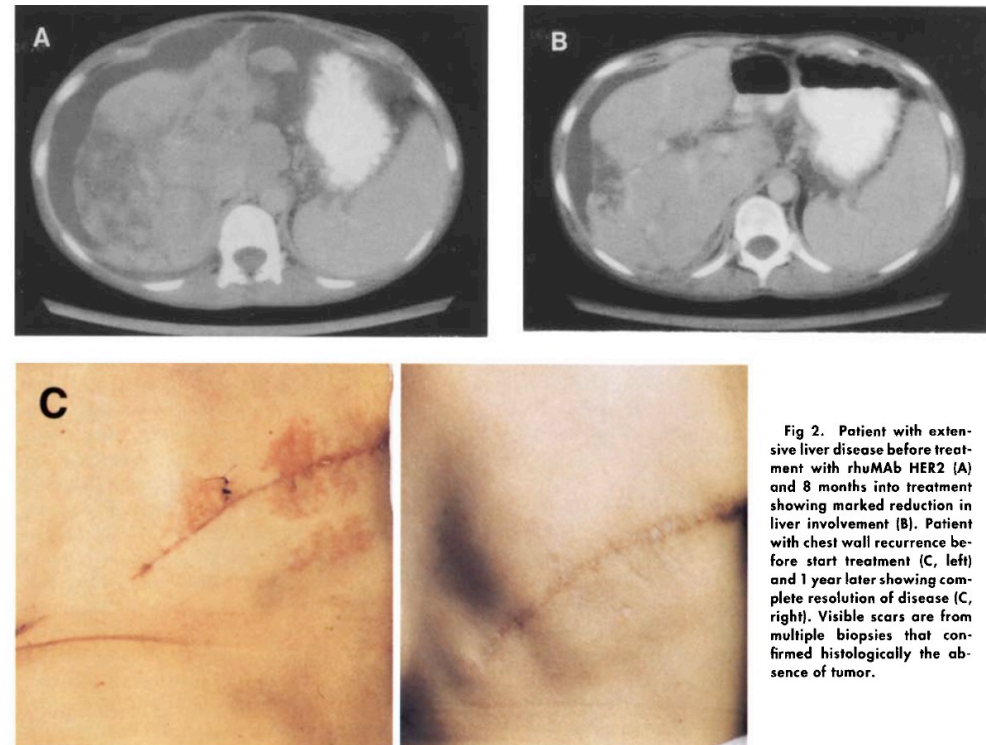 A
B
C
Fig 2. Patient with exten-
sive liver disease before treat-
ment with rhuMAb HER2 (A)
and 8 months into treatment
showing marked reduction in
liver involvement (B). Patient
with chest wall recurrence be-
fore start treatment (C, left)
and 1 year later showing com-
plete resolution of disease (C,
right). Visible scars are from
multiple biopsies that con-
firmed histologically the ab-
sence of tumor.